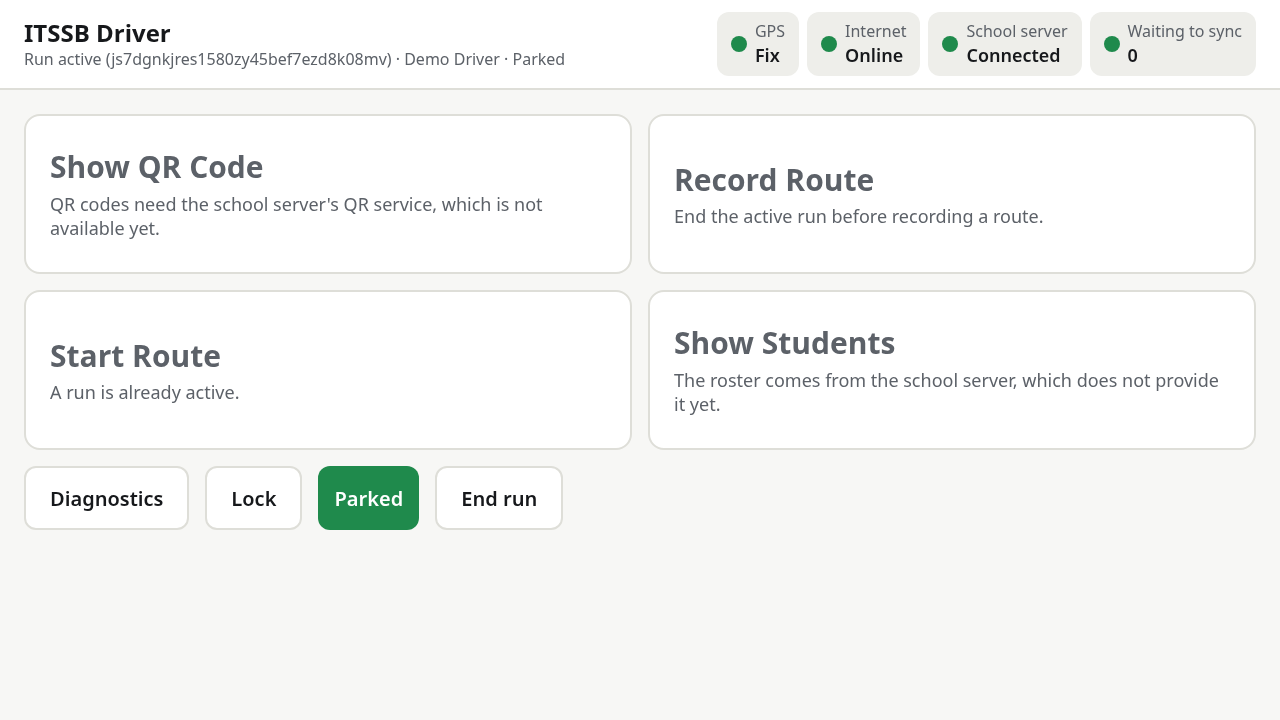 ITSSB Driver
Run active (js7dgnkjres1580zy45bef7ezd8k08mv) · Demo Driver · Parked
GPS
Fix
Internet
Online
School server
Connected
Waiting to sync
0
Show QR Code
QR codes need the school server's QR service, which is not
available yet.
Record Route
End the active run before recording a route.
Start Route
A run is already active.
Show Students
The roster comes from the school server, which does not provide
it yet.
Diagnostics
Lock
Parked
End run